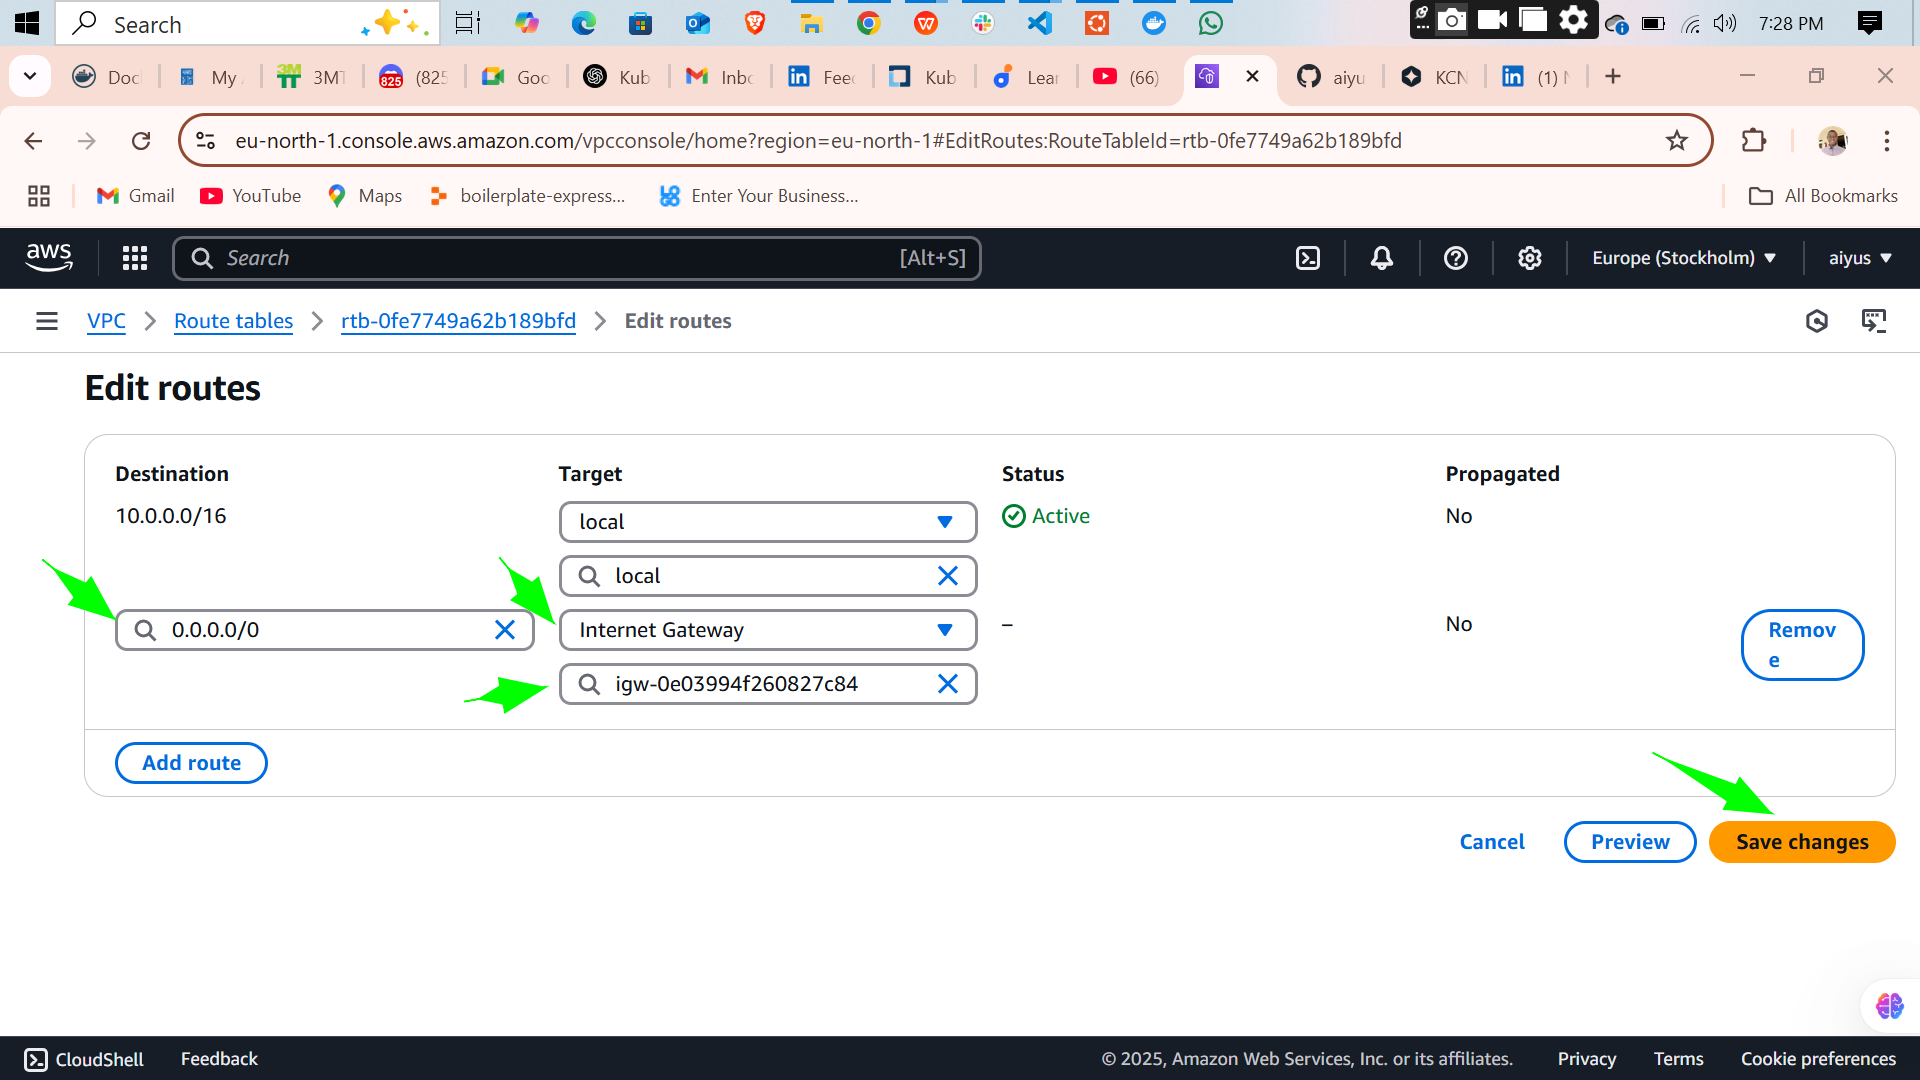 Search
7:28 PM
Doc
My
3MT
(825
Goo
Kub
Inbo
Feed
Kub
Lear
(66)
aiyu
KCN
(1) N
eu-north-1.console.aws.amazon.com/vpcconsole/home?region=eu-north-1#EditRoutes:RouteTableId=rtb-0fe7749a62b189bfd
Gmail
YouTube
Maps
boilerplate-express...
Enter Your Business...
All Bookmarks
aws
Search
[Alt+S]
Europe (Stockholm)
aiyus
VPC
Route tables
rtb-0fe7749a62b189bfd
Edit routes
Edit routes
Destination
Target
Status
Propagated
10.0.0.0/16
local
Active
No
local
0.0.0.0/0
Internet Gateway
–
No
Remov
e
igw-0e03994f260827c84
Add route
Cancel
Preview
Save changes
CloudShell
Feedback
© 2025, Amazon Web Services, Inc. or its affiliates.
Privacy
Terms
Cookie preferences